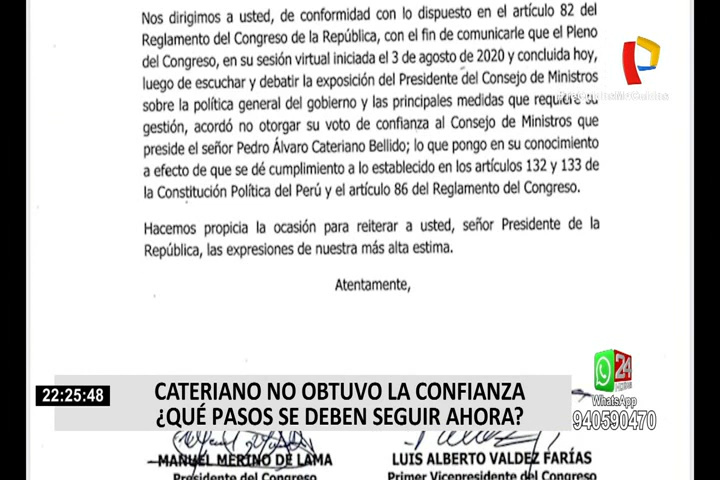 Nos dirigimos a usted, de conformidad con lo dispuesto en el artículo 82 del
Reglamento del Congreso de la República, con el fin de comunicarle que el Pleno
del Congreso, en su sesión virtual iniciada el 3 de agosto de 2020 y concluida hoy,
luego de escuchar y debatir la exposición del Presidente del Consejo de Ministros
sobre la política general del gobierno y las principales medidas que requiere su
gestión, acordó no otorgar su voto de confianza al Consejo de Ministros que
preside el señor Pedro Álvaro Cateriano Bellido; lo que pongo en su conocimiento
a efecto de que se dé cumplimiento a lo establecido en los artículos 132 y 133 de
la Constitución Política del Perú y el artículo 86 del Reglamento del Congreso.
Hacemos propicia la ocasión para reiterar a usted, señor Presidente de la
República, las expresiones de nuestra más alta estima.
Atentamente,
22:25:48
CATERIANO NO OBTUVO LA CONFIANZA
¿QUÉ PASOS SE DEBEN SEGUIR AHORA?
24
WhatsApp
940590470
MANUEL MERINO DE LAMA
Presidente del Congreso
LUIS ALBERTO VALDEZ FARÍAS
Primer Vicepresidente del Congreso